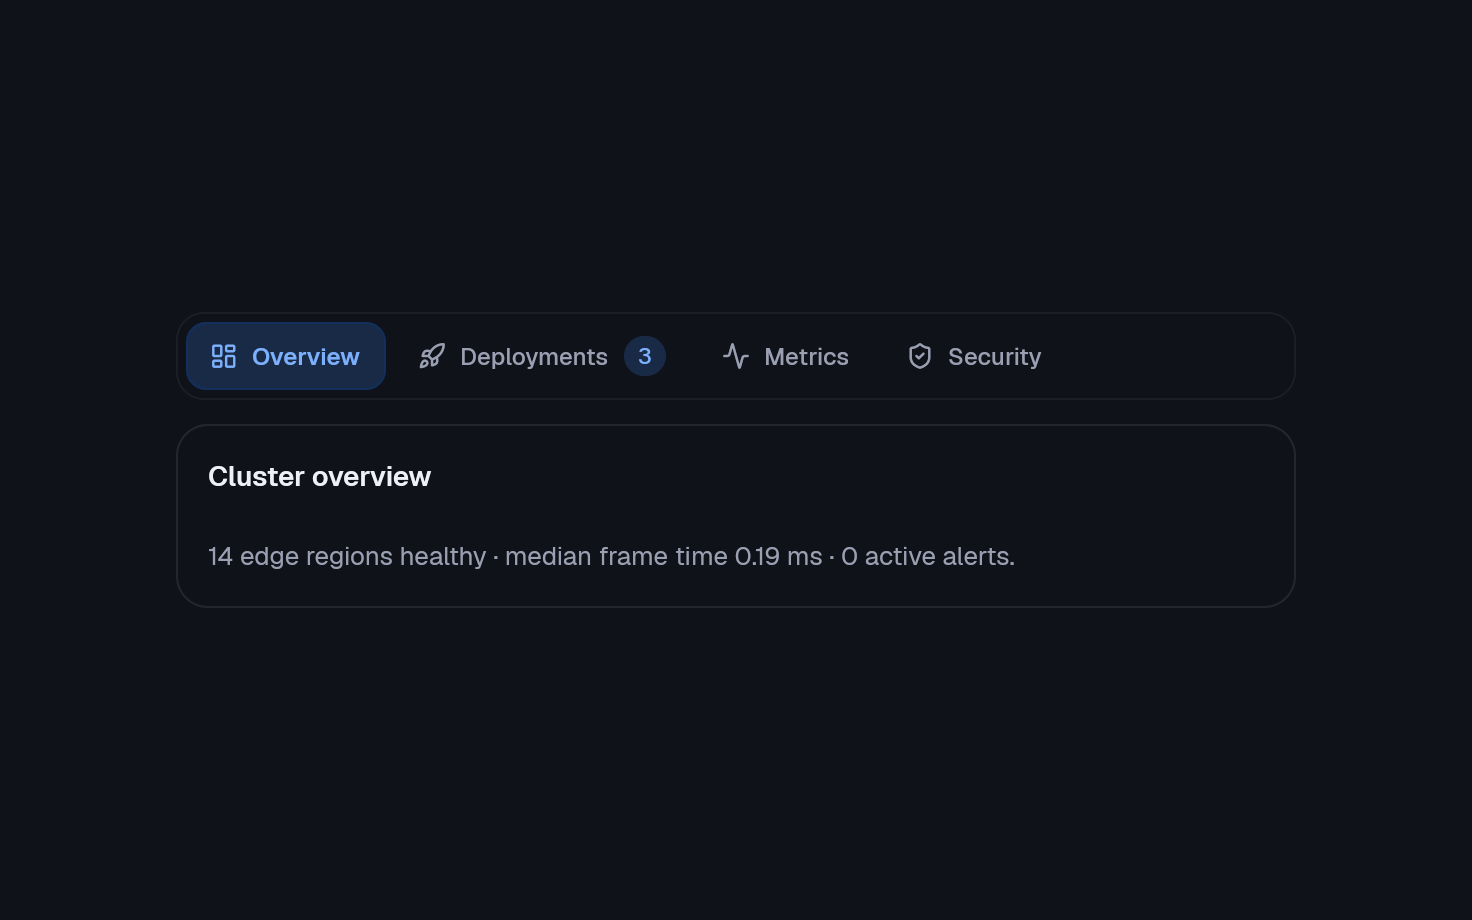 Overview Deployments 3 Metrics Security
Cluster overview
14 edge regions healthy · median frame time 0.19 ms · 0 active alerts.